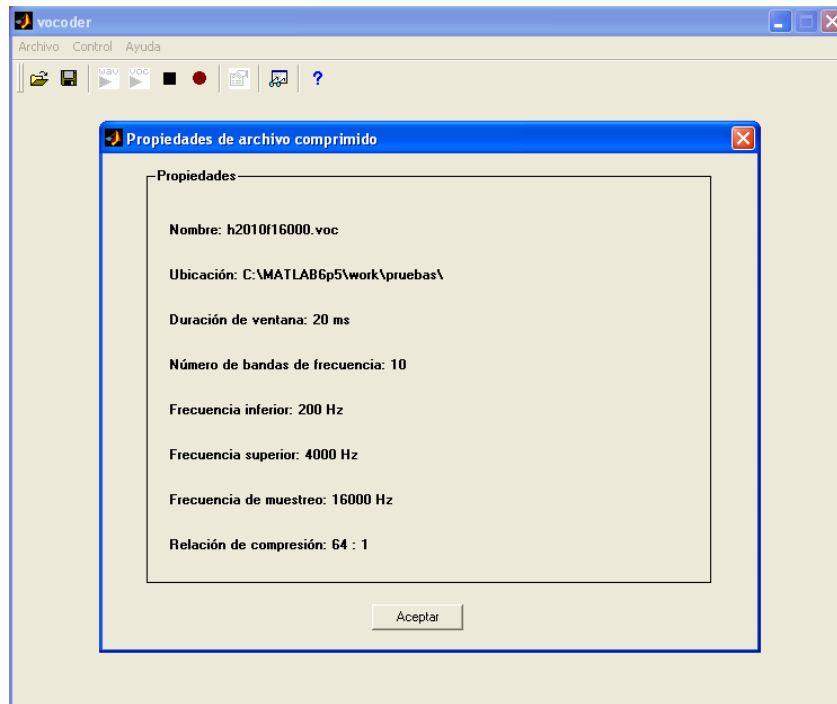 vocoder
Archivo Control Ayuda
wav voc ?
Propiedades de archivo comprimido
Propiedades
Nombre: h2010f16000.voc
Ubicación: C:\MATLAB6p5\work\pruebas\
Duración de ventana: 20 ms
Número de bandas de frecuencia: 10
Frecuencia inferior: 200 Hz
Frecuencia superior: 4000 Hz
Frecuencia de muestreo: 16000 Hz
Relación de compresión: 64 : 1
Aceptar